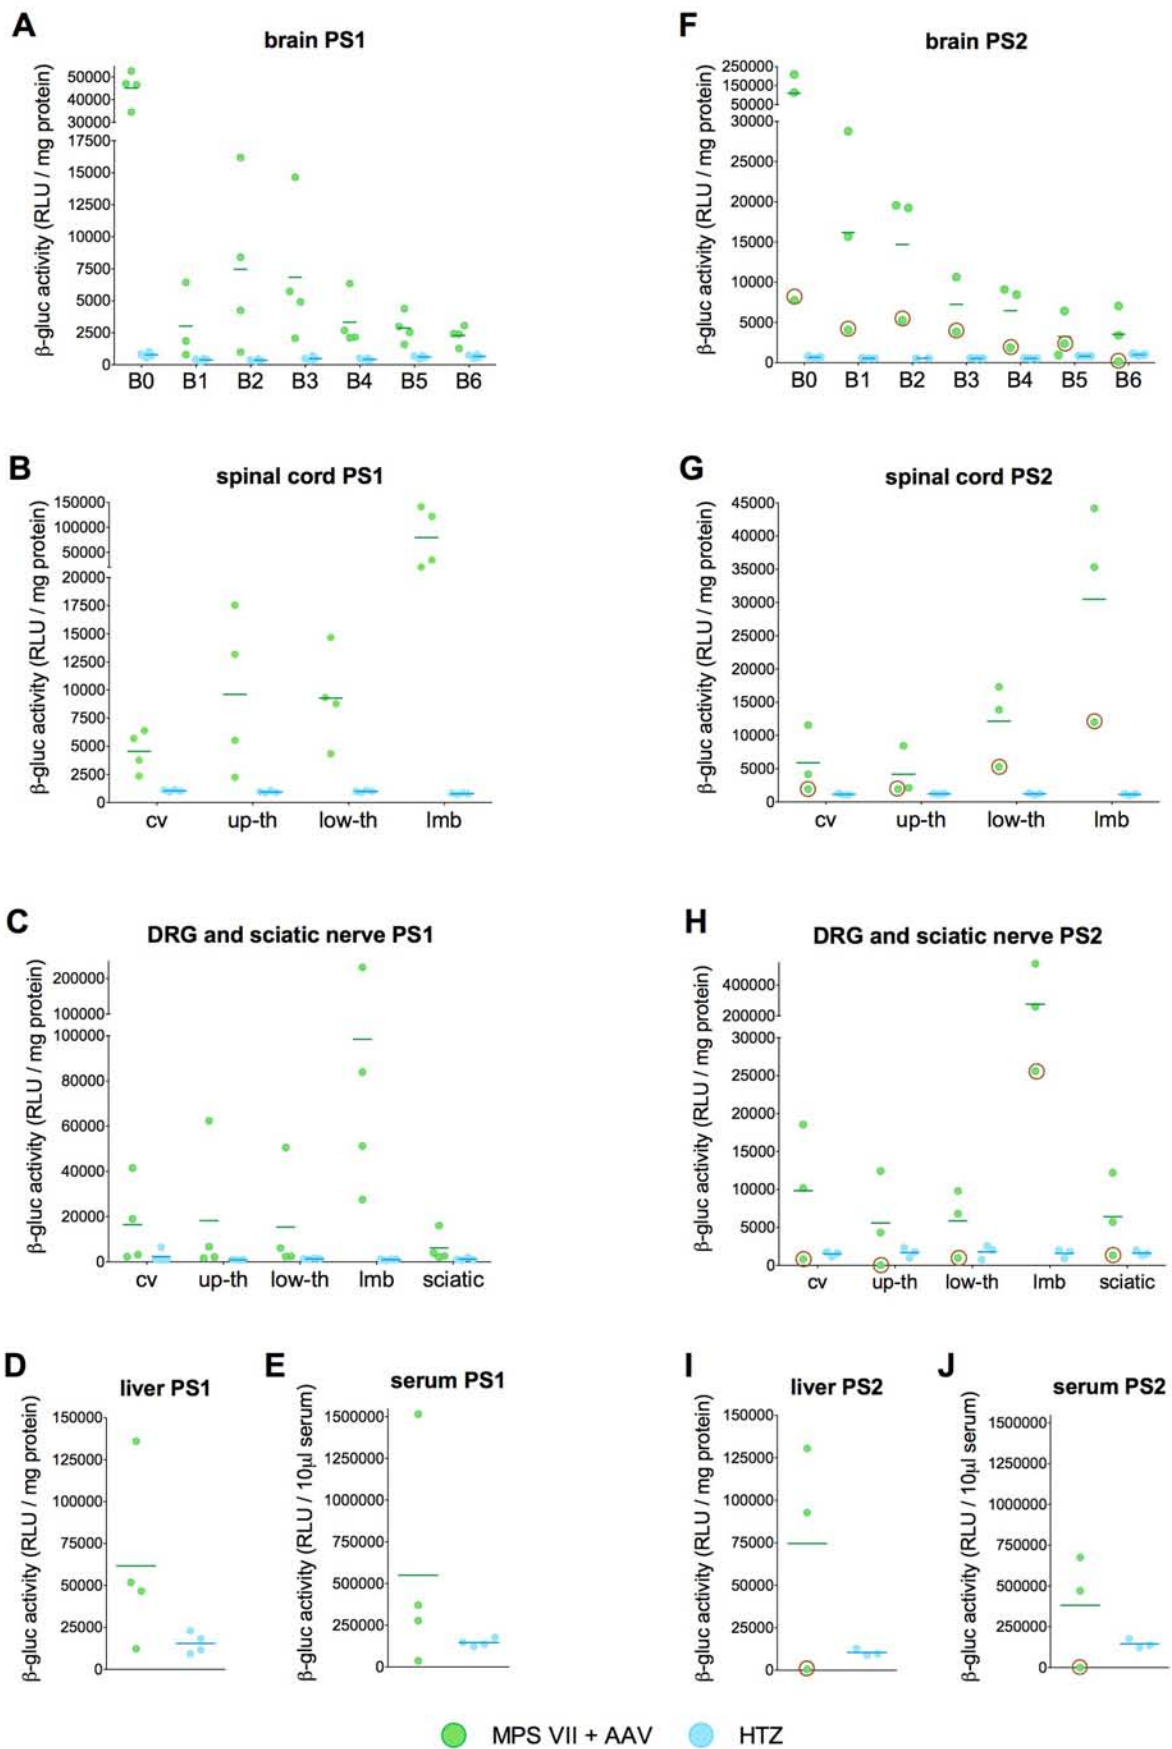 A
brain PS1
β-gluc activity (RLU / mg protein)
50000
40000
30000
17500
15000
12500
10000
7500
5000
2500
0
B0 B1 B2 B3 B4 B5 B6
B
spinal cord PS1
β-gluc activity (RLU / mg protein)
150000
100000
50000
20000
17500
15000
12500
10000
7500
5000
2500
0
cv up-th low-th lmb
C
DRG and sciatic nerve PS1
β-gluc activity (RLU / mg protein)
200000
100000
100000
80000
60000
40000
20000
0
cv up-th low-th lmb sciatic
D
liver PS1
β-gluc activity (RLU / mg protein)
150000
125000
100000
75000
50000
25000
0
E
serum PS1
β-gluc activity (RLU / 10µl serum)
1500000
1250000
1000000
750000
500000
250000
0
F
brain PS2
β-gluc activity (RLU / mg protein)
250000
150000
50000
30000
25000
20000
15000
10000
5000
0
B0 B1 B2 B3 B4 B5 B6
G
spinal cord PS2
β-gluc activity (RLU / mg protein)
45000
40000
35000
30000
25000
20000
15000
10000
5000
0
cv up-th low-th lmb
H
DRG and sciatic nerve PS2
β-gluc activity (RLU / mg protein)
400000
200000
30000
25000
20000
15000
10000
5000
0
cv up-th low-th lmb sciatic
I
liver PS2
β-gluc activity (RLU / mg protein)
150000
125000
100000
75000
50000
25000
0
J
serum PS2
β-gluc activity (RLU / 10µl serum)
1500000
1250000
1000000
750000
500000
250000
0
MPS VII + AAV HTZ